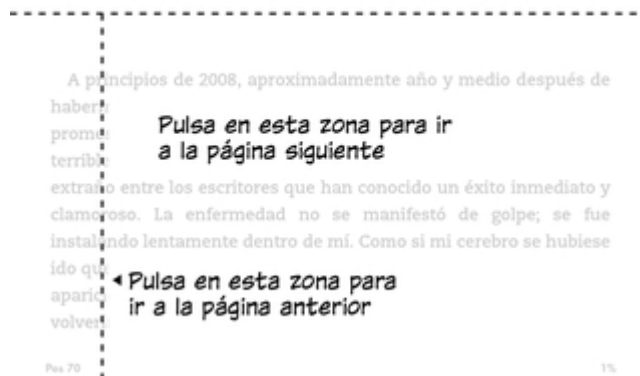 A principios de 2008, aproximadamente año y medio después de
Pulsa en esta zona para ir
a la página siguiente
extraño entre los escritores que han conocido un éxito inmediato y
clamoroso. La enfermedad no se manifestó de golpe; se fue
instalando lentamente dentro de mí. Como si mi cerebro se hubiese
ido
Pulsa en esta zona para
ir a la página anterior
Pos 70
1%